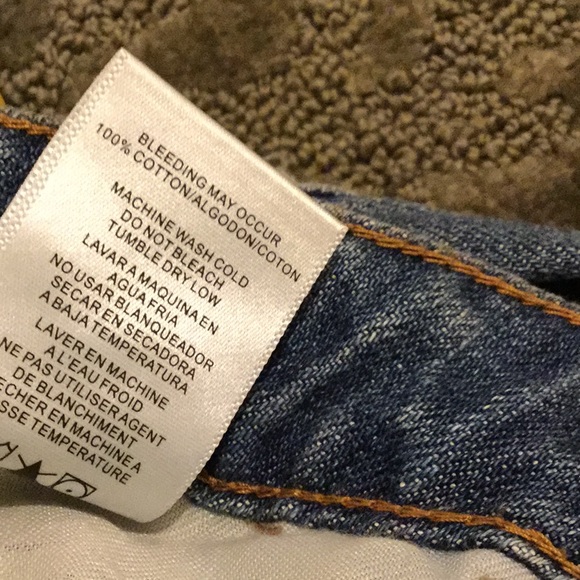 BLEEDING MAY OCCUR
100% COTTON/ALGODON/COTON
MACHINE WASH COLD
DO NOT BLEACH
TUMBLE DRY LOW
LAVAR A MAQUINA EN
AGUA FRIA
NO USAR BLANQUEADOR
SECAR EN SECADORA
A BAJA TEMPERATURA
LAVER EN MACHINE
A L'EAU FROID
NE PAS UTILISER AGENT
DE BLANCHIMENT
ECHER EN MACHINE A
SSE TEMPERATURE